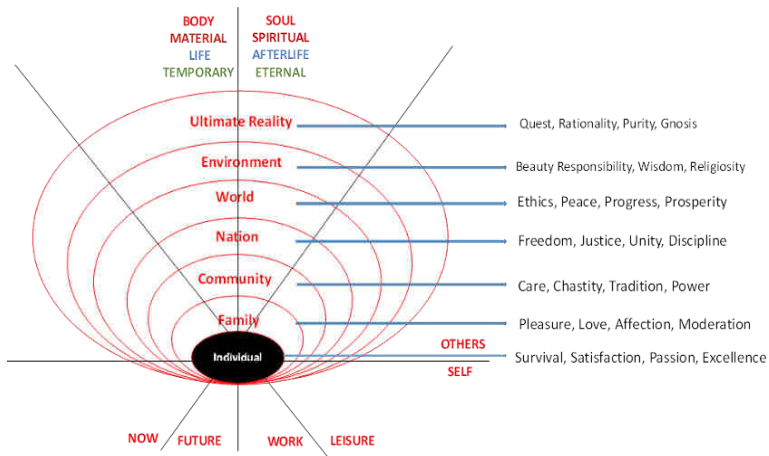 BODY SOUL
MATERIAL SPIRITUAL
LIFE AFTERLIFE
TEMPORARY ETERNAL
Ultimate Reality Quest, Rationality, Purity, Gnosis
Environment Beauty Responsibility, Wisdom, Religiosity
World Ethics, Peace, Progress, Prosperity
Nation Freedom, Justice, Unity, Discipline
Community Care, Chastity, Tradition, Power
Family Pleasure, Love, Affection, Moderation
OTHERS
Individual Survival, Satisfaction, Passion, Excellence
SELF
NOW FUTURE WORK LEISURE